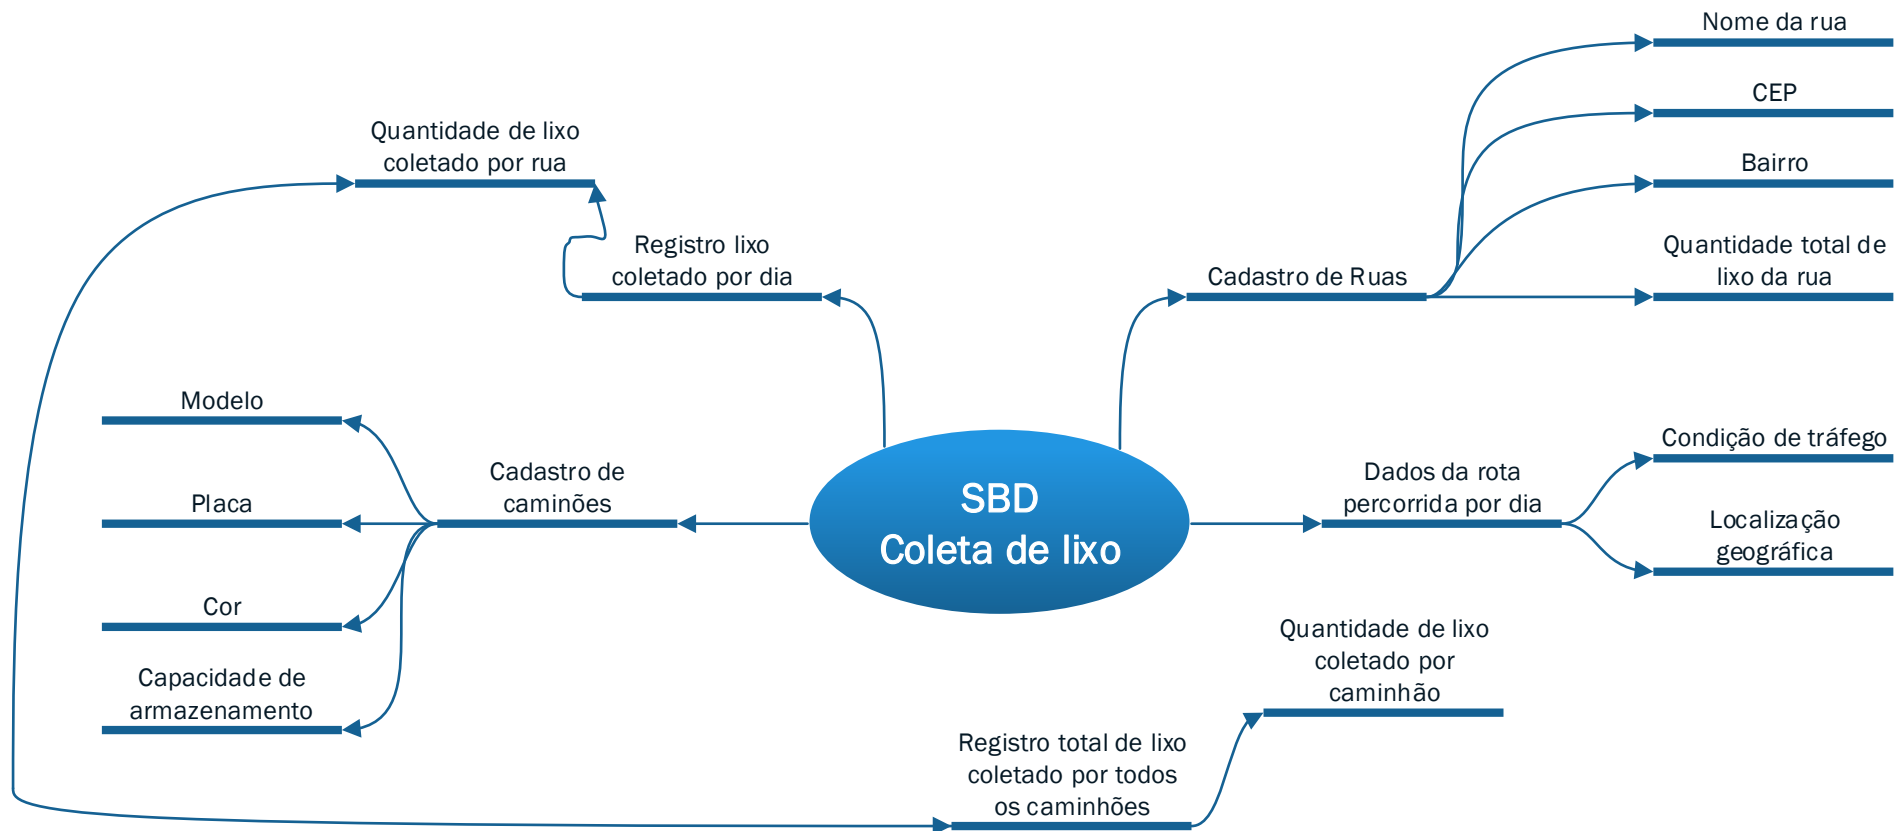 Nome da rua
CEP
Quantidade de lixo
coletado por rua
Bairro
Registro lixo
coletado por dia
Cadastro de Ruas
Quantidade total de
lixo da rua
Modelo
Cadastro de
caminões
Placa
Cor
Capacidade de
armazenamento
SBD
Coleta de lixo
Dados da rota
percorrida por dia
Condição de tráfego
Localização
geográfica
Quantidade de lixo
coletado por
caminhão
Registro total de lixo
coletado por todos
os caminhões